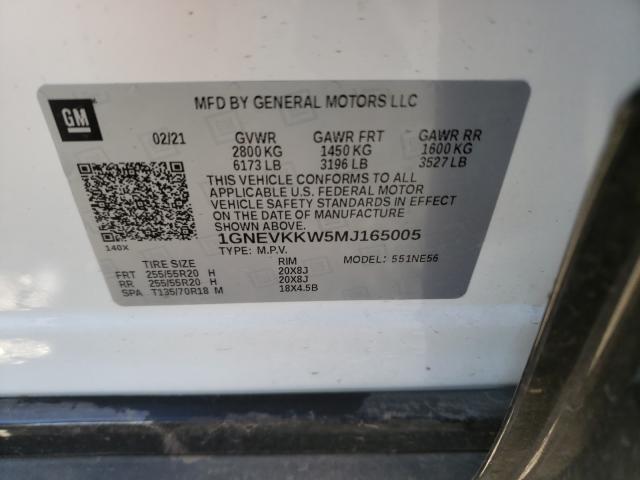 GM
MFD BY GENERAL MOTORS LLC
02/21 GVWR GAWR FRT GAWR RR
2800 KG 1450 KG 1600 KG
6173 LB 3196 LB 3527 LB
THIS VEHICLE CONFORMS TO ALL
APPLICABLE U.S. FEDERAL MOTOR
VEHICLE SAFETY STANDARDS IN EFFECT
ON THE DATE OF MANUFACTURE SHOWN ABOVE.
1GNEVKKW5MJ165005
140X TYPE: M.P.V. MODEL: 551NE56
TIRE SIZE RIM
FRT 255/55R20 H 20X8J
RR 255/55R20 H 20X8J
SPA T135/70R18 M 18X4.5B